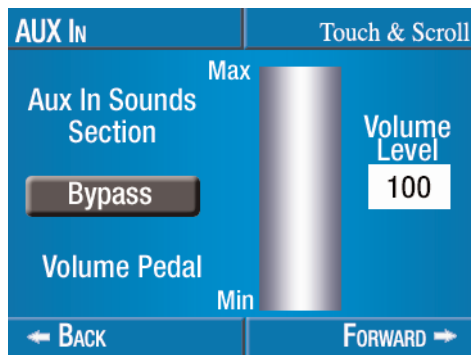 AUX IN
Touch & Scroll
Max
Aux In Sounds
Section
Volume
Level
Bypass
100
Volume Pedal
Min
BACK
FORWARD